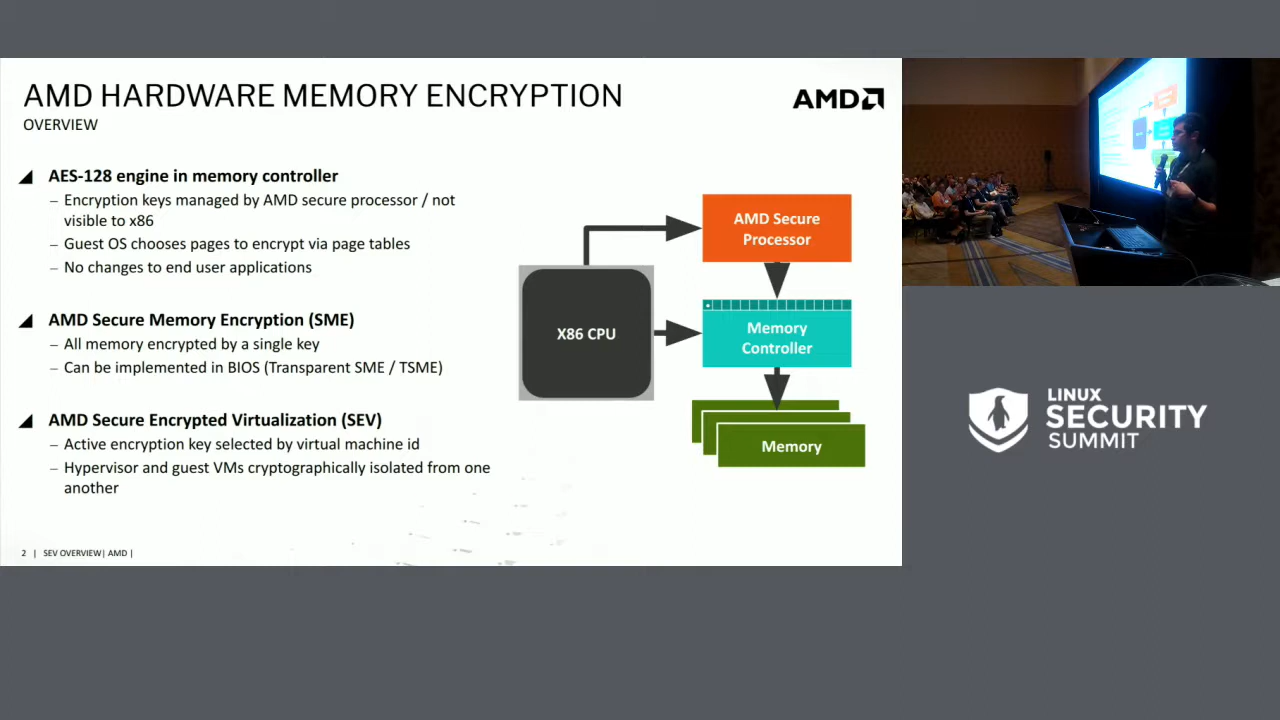 AMD HARDWARE MEMORY ENCRYPTION
OVERVIEW
AMD
AES-128 engine in memory controller
– Encryption keys managed by AMD secure processor / not
visible to x86
– Guest OS chooses pages to encrypt via page tables
– No changes to end user applications
AMD Secure Memory Encryption (SME)
– All memory encrypted by a single key
– Can be implemented in BIOS (Transparent SME / TSME)
AMD Secure Encrypted Virtualization (SEV)
– Active encryption key selected by virtual machine id
– Hypervisor and guest VMs cryptographically isolated from one
another
AMD Secure
Processor
X86 CPU
Memory
Controller
Memory
2 | SEV OVERVIEW| AMD |
LINUX
SECURITY
SUMMIT